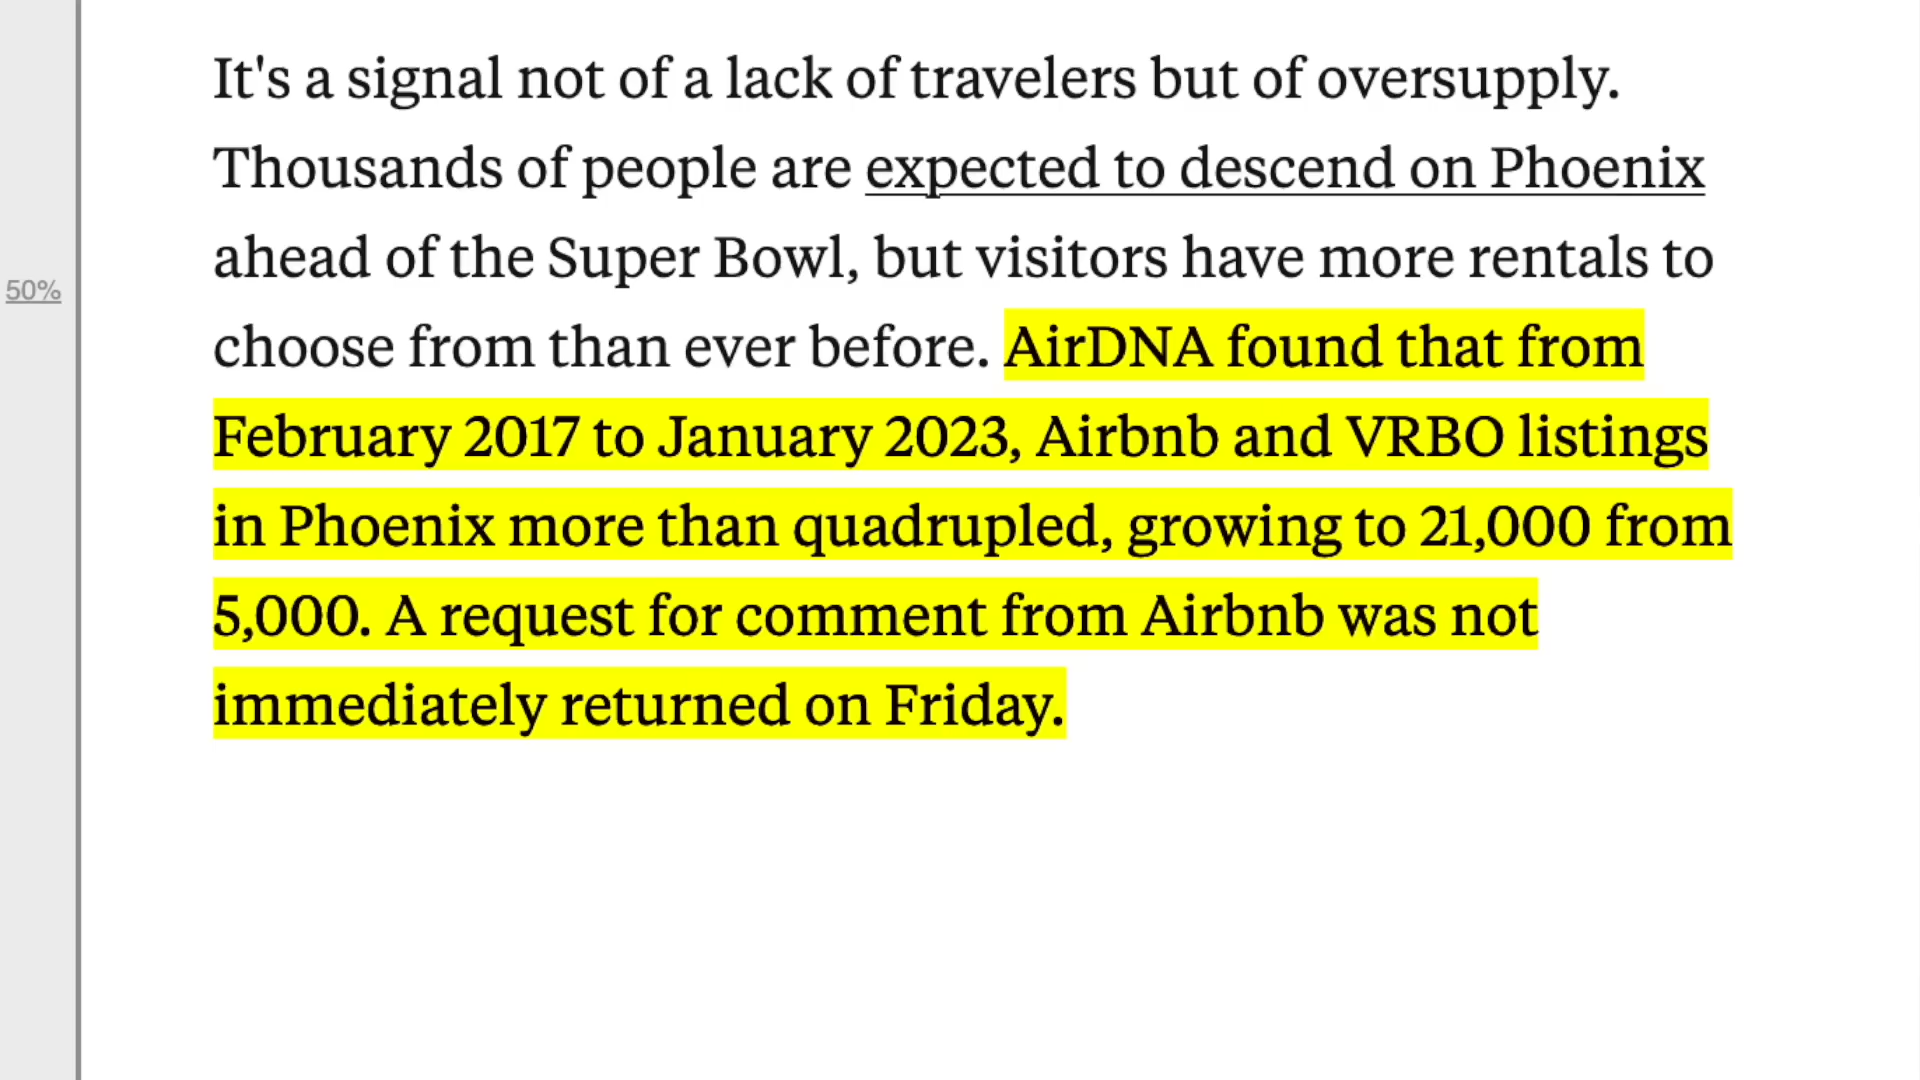 It's a signal not of a lack of travelers but of oversupply.
Thousands of people are expected to descend on Phoenix
ahead of the Super Bowl, but visitors have more rentals to
50%
choose from than ever before. AirDNA found that from
February 2017 to January 2023, Airbnb and VRBO listings
in Phoenix more than quadrupled, growing to 21,000 from
5,000. A request for comment from Airbnb was not
immediately returned on Friday.